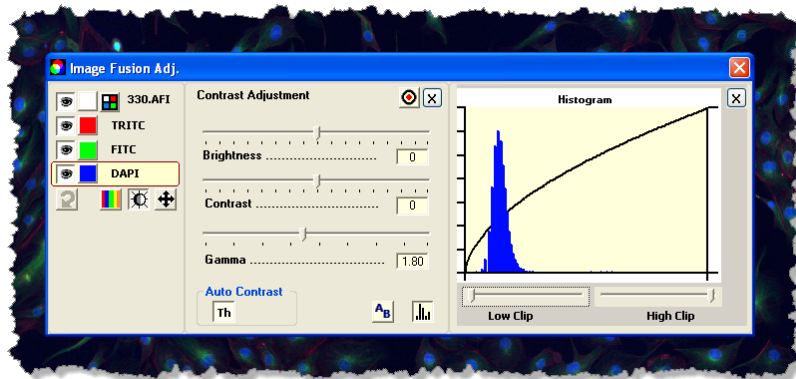 Image Fusion Adj.
330.AFI
TRITC
FITC
DAPI
Contrast Adjustment
X
Brightness 0
Contrast 0
Gamma 1.80
Auto Contrast
Th
AB
Histogram
X
Low Clip
High Clip